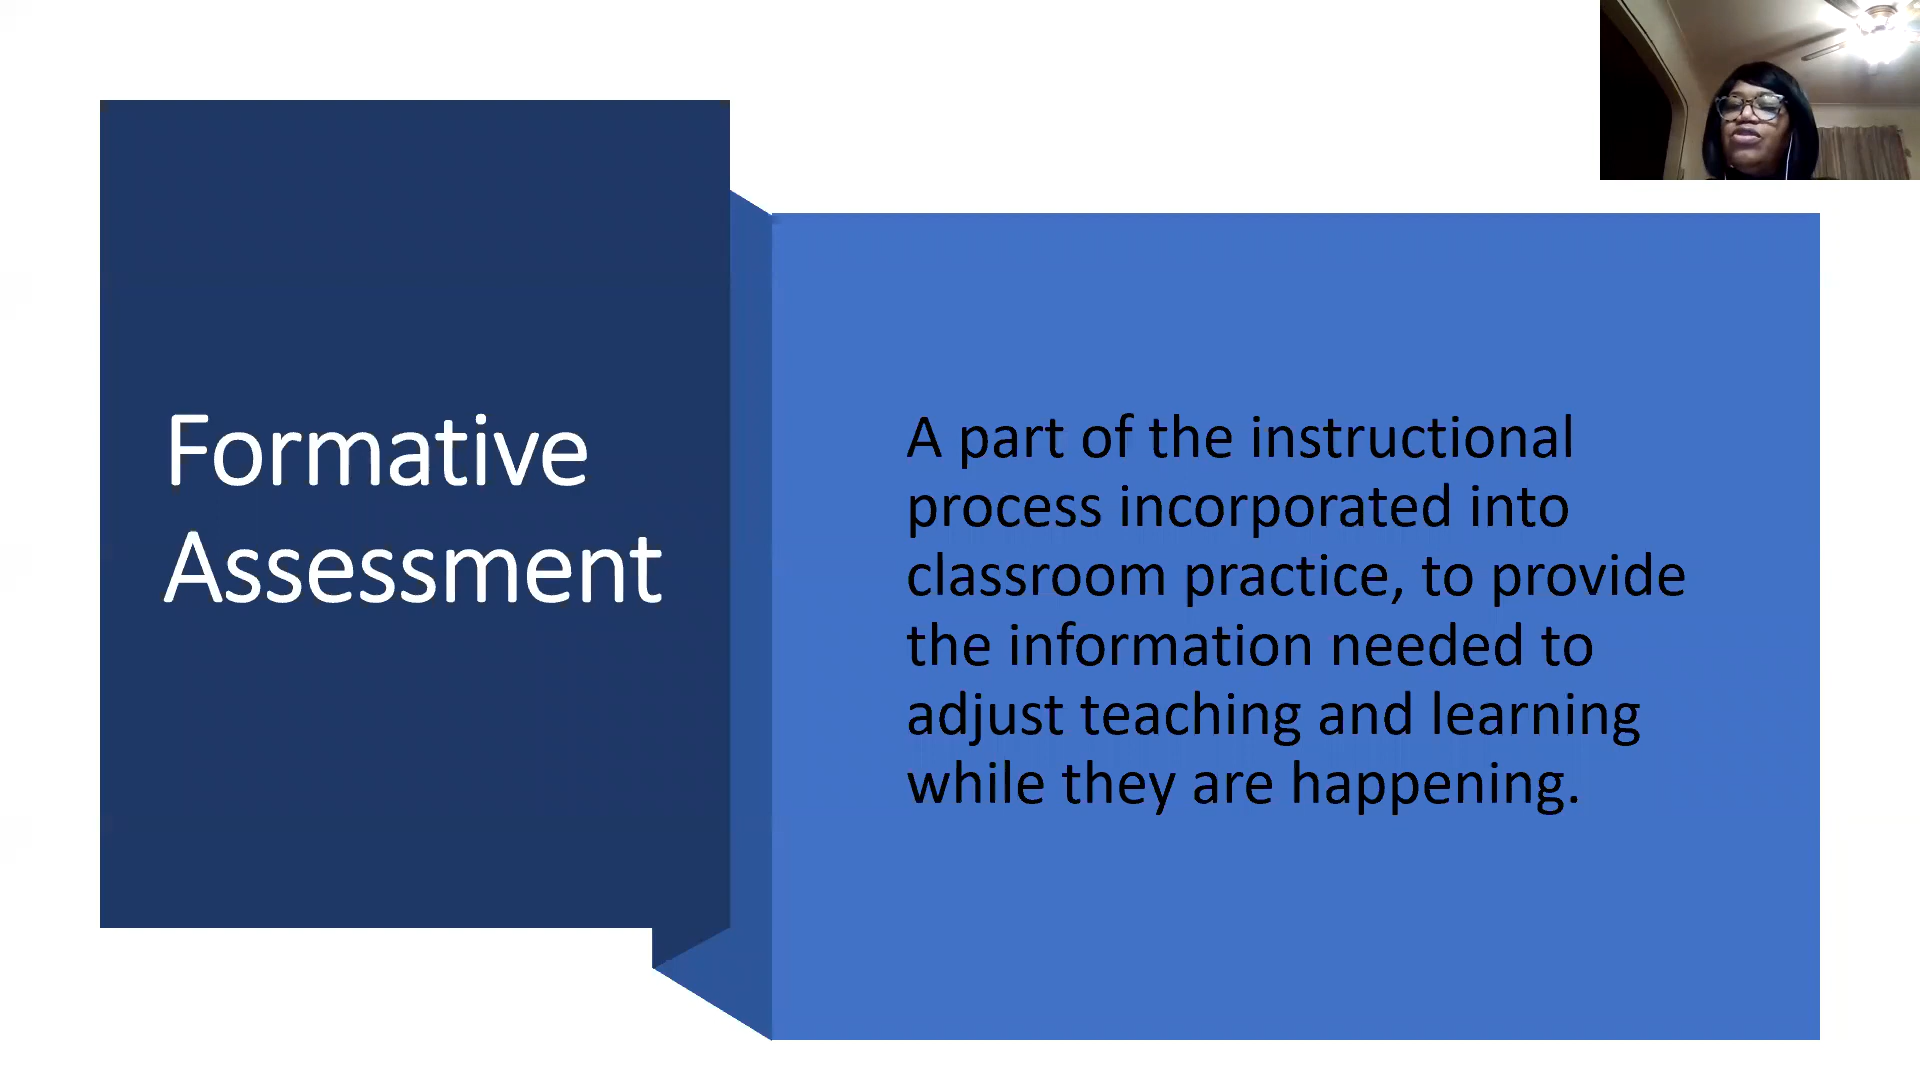 Formative
Assessment
A part of the instructional
process incorporated into
classroom practice, to provide
the information needed to
adjust teaching and learning
while they are happening.